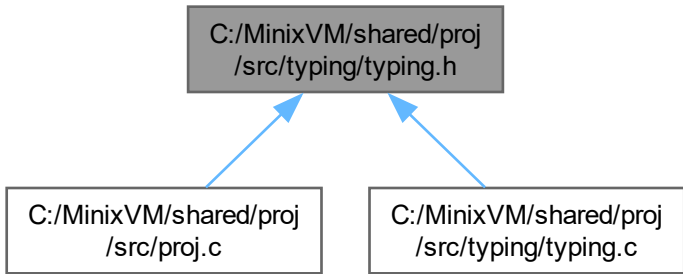 C:/MinixVM/shared/proj
/src/typing/typing.h
C:/MinixVM/shared/proj
/src/proj.c
C:/MinixVM/shared/proj
/src/typing/typing.c